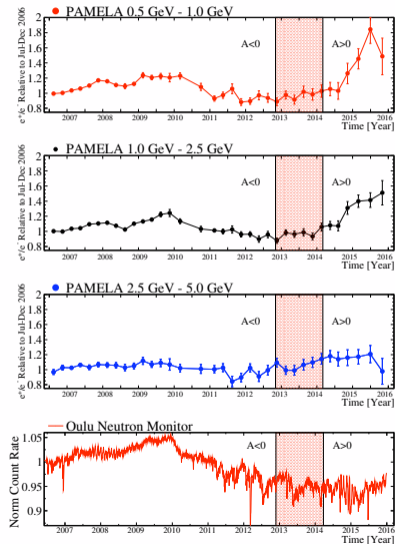 PAMELA 0.5 GeV - 1.0 GeV
e⁺/e⁻ Relative to Jul-Dec 2006
2
1.8
1.6
1.4
1.2
1
0.8
A<0
A>0
2007 2008 2009 2010 2011 2012 2013 2014 2015 2016
Time [Year]
PAMELA 1.0 GeV - 2.5 GeV
e⁺/e⁻ Relative to Jul-Dec 2006
2
1.8
1.6
1.4
1.2
1
0.8
A<0
A>0
2007 2008 2009 2010 2011 2012 2013 2014 2015 2016
Time [Year]
PAMELA 2.5 GeV - 5.0 GeV
e⁺/e⁻ Relative to Jul-Dec 2006
2
1.8
1.6
1.4
1.2
1
0.8
A<0
A>0
2007 2008 2009 2010 2011 2012 2013 2014 2015 2016
Time [Year]
Oulu Neutron Monitor
Norm Count Rate
1.05
1
0.95
0.9
A<0
A>0
2007 2008 2009 2010 2011 2012 2013 2014 2015 2016
Time [Year]